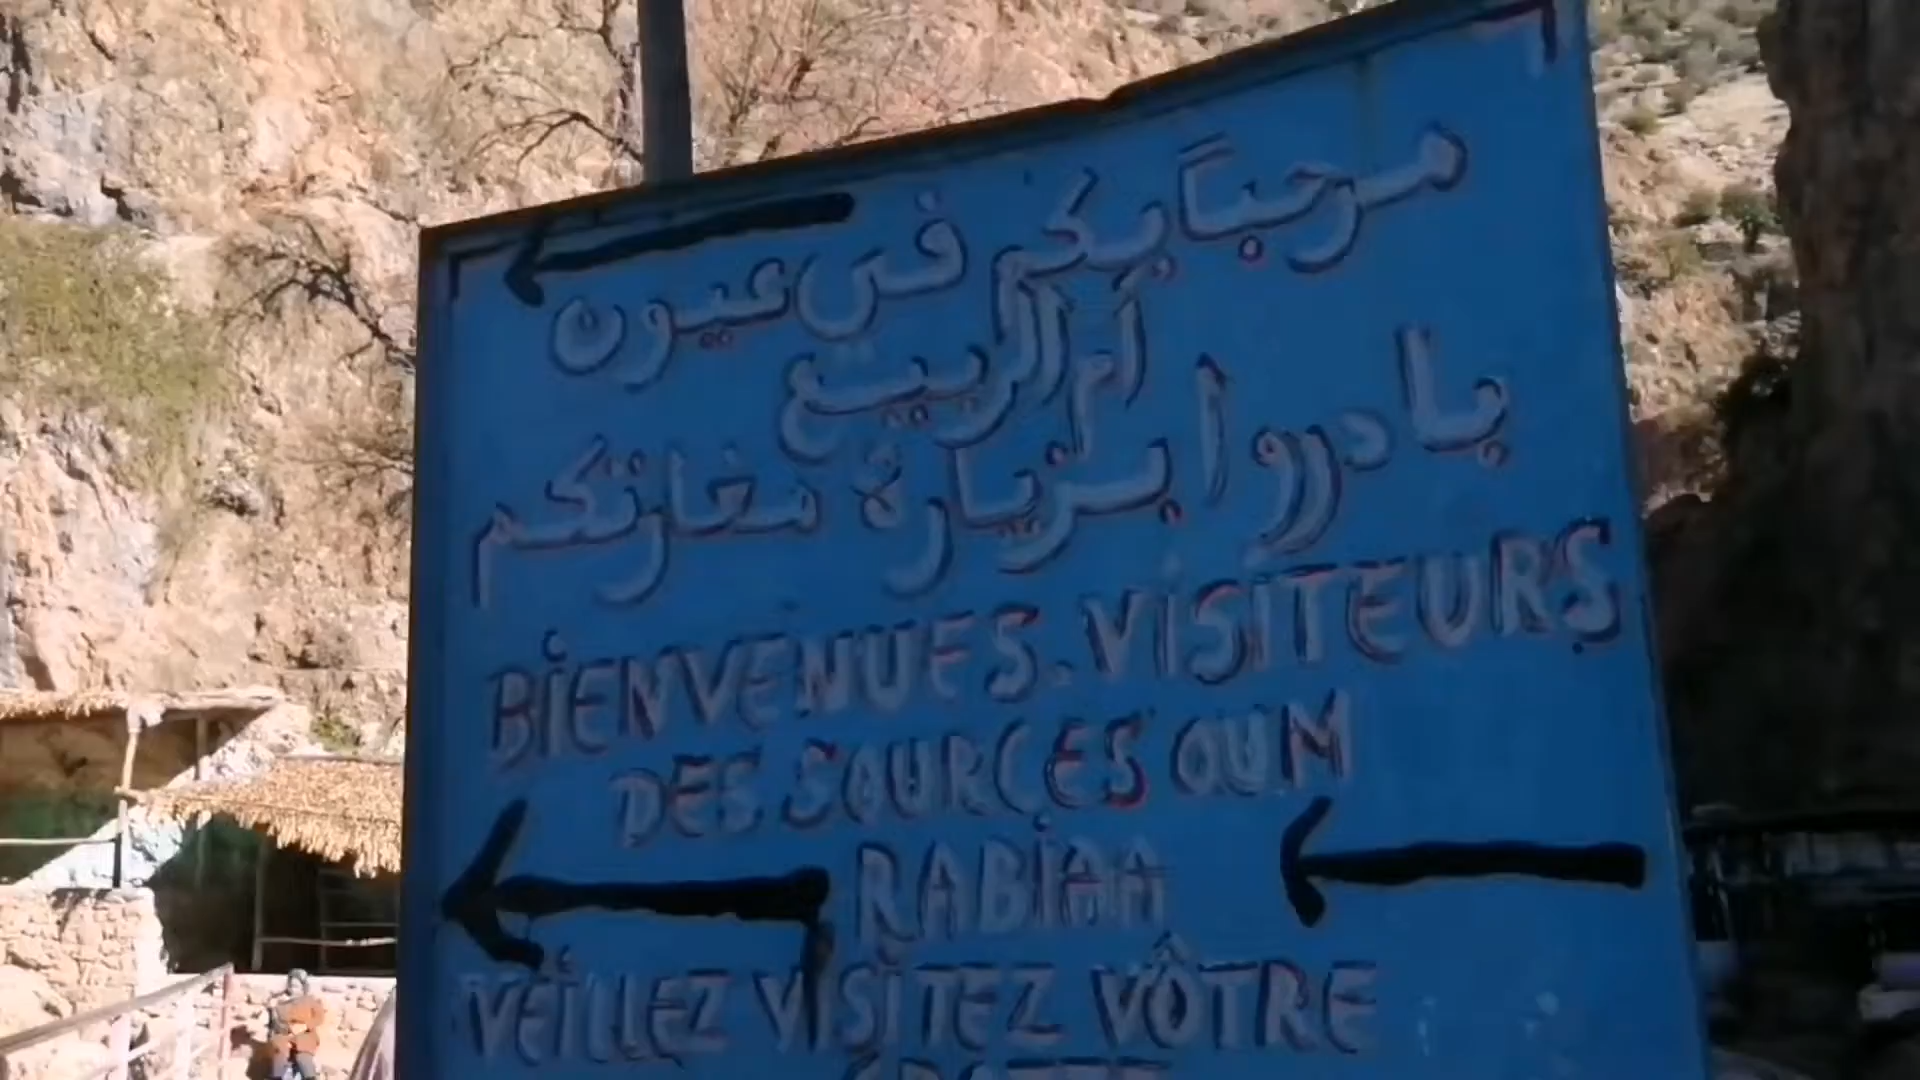 مرحباً بكم في عيون
أم الربيع
بادروا بزيارة مغارتكم
BIENVENUES. VISITEURS
DES SOURCES OUM
RABIAA
VEILLEZ VISITEZ VÔTRE